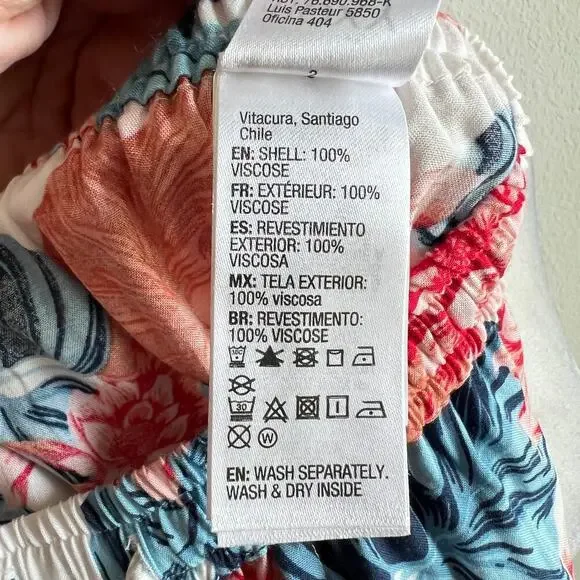 Luis Pasteur 5850
Oficina 404
2
Vitacura, Santiago
Chile
EN: SHELL: 100%
VISCOSE
FR: EXTÉRIEUR: 100%
VISCOSE
ES: REVESTIMIENTO
EXTERIOR: 100%
VISCOSA
MX: TELA EXTERIOR:
100% viscosa
BR: REVESTIMENTO:
100% VISCOSE
30
W
EN: WASH SEPARATELY.
WASH & DRY INSIDE